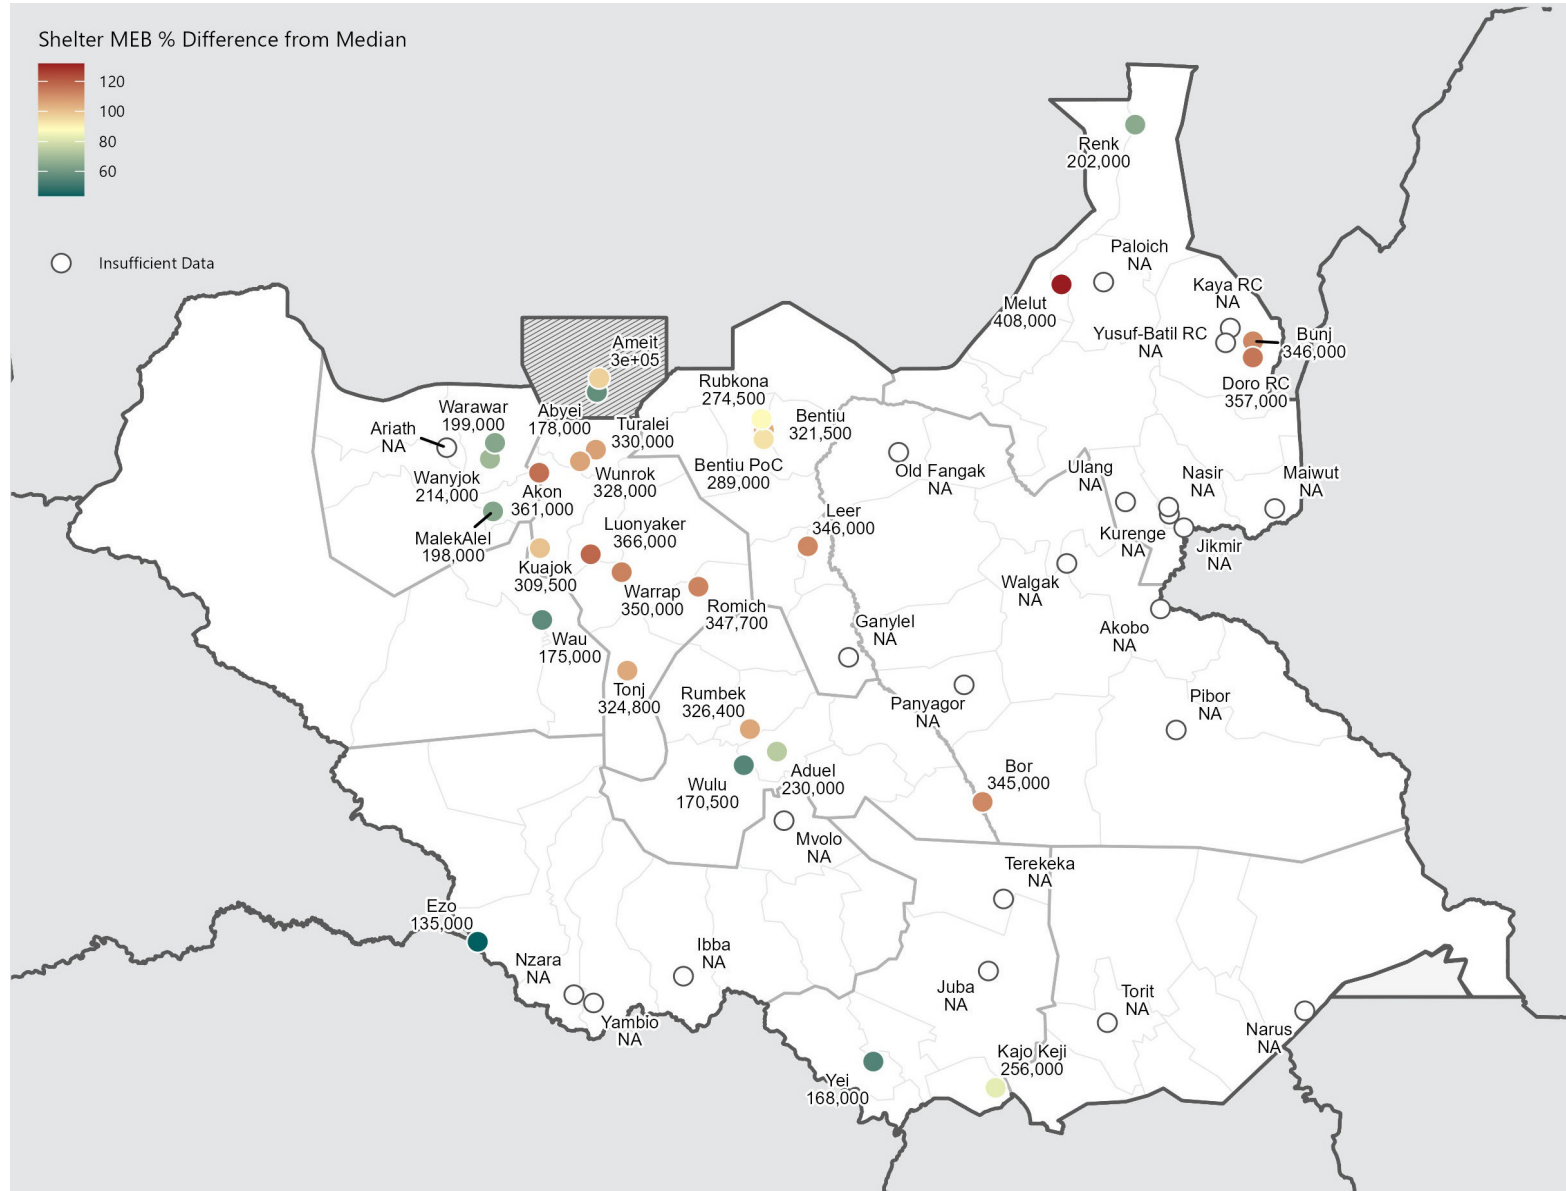 Shelter MEB % Difference from Median
120
100
80
60
Insufficient Data
Renk
202,000
Paloich
NA
Melut
408,000
Kaya RC
NA
Yusuf-Batil RC
NA
Bunj
346,000
Doro RC
357,000
Ameit
3e+05
Abyei
178,000
Rubkona
274,500
Bentiu
321,500
Bentiu PoC
289,000
Warawar
199,000
Ariath
NA
Turalei
330,000
Wunrok
328,000
Wanyjok
214,000
Akon
361,000
MalekAlel
198,000
Luonyaker
366,000
Kuajok
309,500
Warrap
350,000
Romich
347,700
Leer
346,000
Old Fangak
NA
Ulang
NA
Nasir
NA
Maiwut
NA
Kurenge
NA
Jikmir
NA
Walgak
NA
Akobo
NA
Wau
175,000
Ganylel
NA
Tonj
324,800
Rumbek
326,400
Panyagor
NA
Pibor
NA
Wulu
170,500
Aduel
230,000
Bor
345,000
Mvolo
NA
Terekeka
NA
Ezo
135,000
Nzara
NA
Ibba
NA
Yambio
NA
Juba
NA
Torit
NA
Narus
NA
Yei
168,000
Kajo Keji
256,000